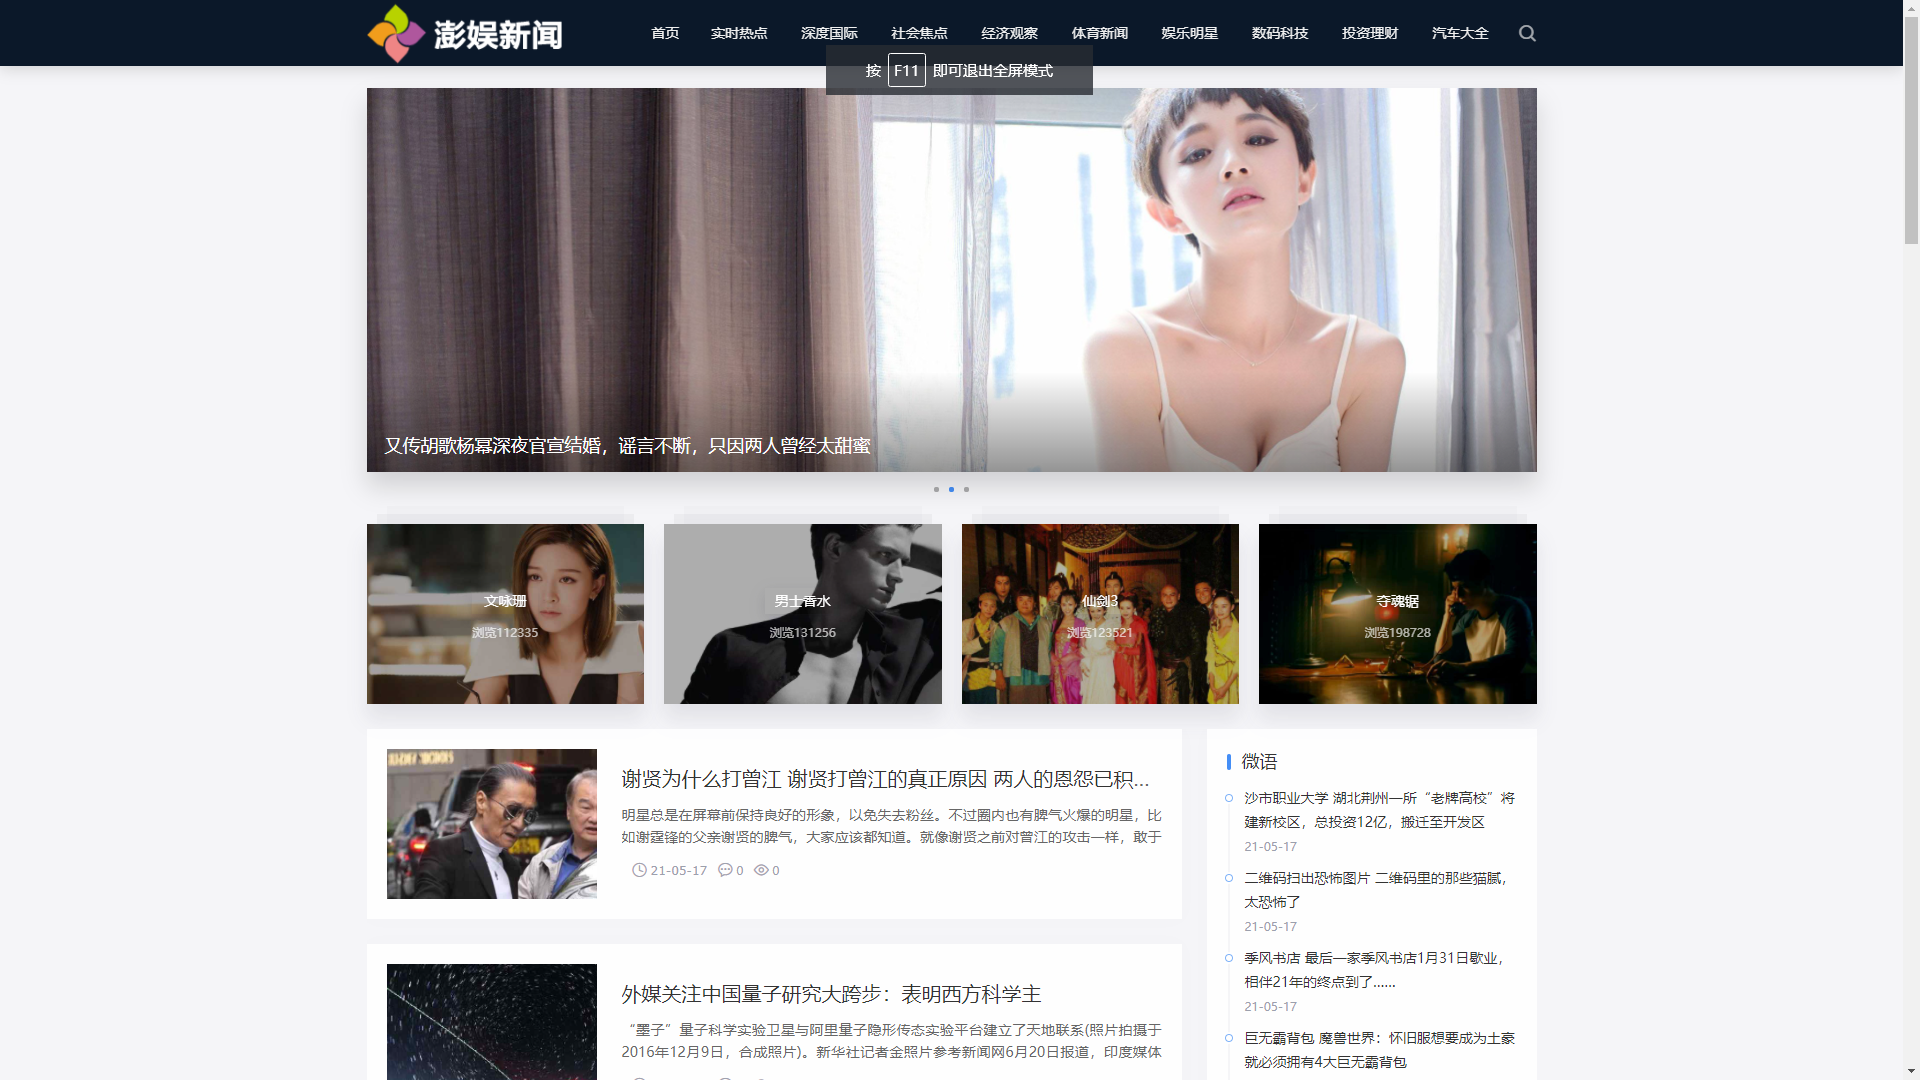 澎娱新闻
首页 实时热点 深度国际 社会焦点 经济观察 体育新闻 娱乐明星 数码科技 投资理财 汽车大全
按 F11 即可退出全屏模式
又传胡歌杨幂深夜官宣结婚，谣言不断，只因两人曾经太甜蜜
文咏珊
浏览112335
男士香水
浏览131256
仙剑3
浏览123521
夺魂锯
浏览198728
谢贤为什么打曾江 谢贤打曾江的真正原因 两人的恩怨已积...
明星总是在屏幕前保持良好的形象，以免失去粉丝。不过圈内也有脾气火爆的明星，比
如谢霆锋的父亲谢贤的脾气，大家应该都知道。就像谢贤之前对曾江的攻击一样，敢于
21-05-17 0 0
外媒关注中国量子研究大跨步：表明西方科学主
“墨子”量子科学实验卫星与阿里量子隐形传态实验平台建立了天地联系(照片拍摄于
2016年12月9日，合成照片)。新华社记者金照片参考新闻网6月20日报道，印度媒体
微语
沙市职业大学 湖北荆州一所“老牌高校”将
建新校区，总投资12亿，搬迁至开发区
21-05-17
二维码扫出恐怖图片 二维码里的那些猫腻，
太恐怖了
21-05-17
季风书店 最后一家季风书店1月31日歇业，
相伴21年的终点到了......
21-05-17
巨无霸背包 魔兽世界：怀旧服想要成为土豪
就必须拥有4大巨无霸背包